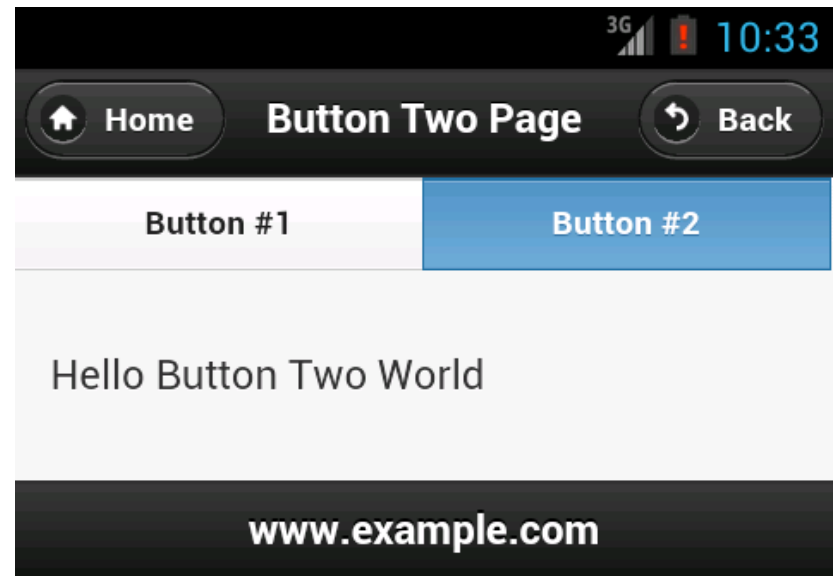 3G 10:33
Home Button Two Page Back
Button #1 Button #2
Hello Button Two World
www.example.com